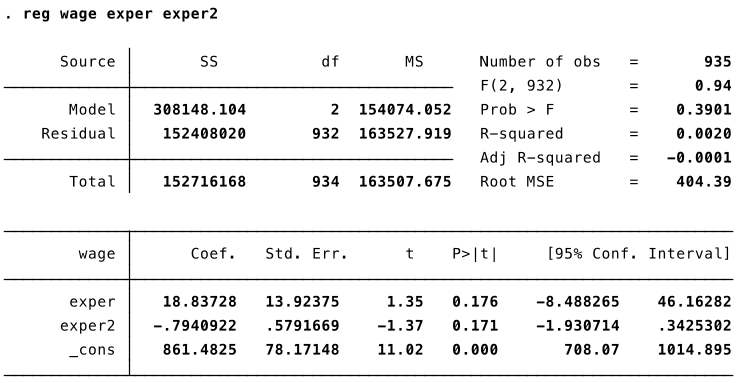 . reg wage exper exper2
Source SS df MS Number of obs = 935
F(2, 932) = 0.94
Model 308148.104 2 154074.052 Prob > F = 0.3901
Residual 152408020 932 163527.919 R-squared = 0.0020
Adj R-squared = -0.0001
Total 152716168 934 163507.675 Root MSE = 404.39
wage Coef. Std. Err. t P>|t| [95% Conf. Interval]
exper 18.83728 13.92375 1.35 0.176 -8.488265 46.16282
exper2 -.7940922 .5791669 -1.37 0.171 -1.930714 .3425302
_cons 861.4825 78.17148 11.02 0.000 708.07 1014.895